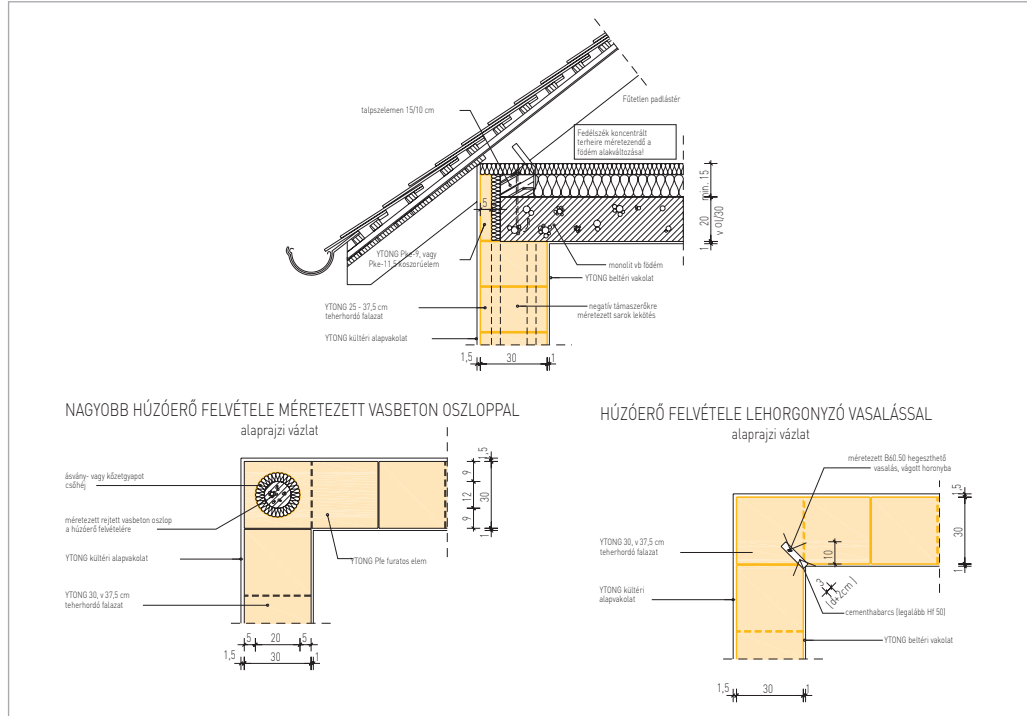 talpszelemen 15/10 cm
Fűtetlen padlástér
Fedélszék koncentrált
terheire méretezendő a
födém alakváltozása!
min. 15
20
v ol/30
1
5
YTONG Pke-9, vagy
Pke-11,5 koszorúelem
monolit vb födém
YTONG beltéri vakolat
YTONG 25 - 37,5 cm
teherhordó falazat
negatív támaszerőkre
méretezett sarok lekötés
YTONG kültéri alapvakolat
1,5
30
1
NAGYOBB HÚZÓERŐ FELVÉTELE MÉRETEZETT VASBETON OSZLOPPAL
alaprajzi vázlat
ásvány- vagy kőzetgyapot
csőhéj
méretezett rejtett vasbeton oszlop
a húzóerő felvételére
YTONG kültéri alapvakolat
YTONG Pfe furatos elem
YTONG 30, v 37,5 cm
teherhordó falazat
1,5
9
12
9
30
1
5
20
5
1,5
30
1
HÚZÓERŐ FELVÉTELE LEHORGONYZÓ VASALÁSSAL
alaprajzi vázlat
méretezett B60.50 hegeszthető
vasalás, vágott horonyba
YTONG 30, v 37,5 cm
teherhordó falazat
YTONG kültéri
alapvakolat
10
3
(d+2cm)
cementhabarcs (legalább Hf 50)
YTONG beltéri vakolat
1,5
30
1
1,5
30
1